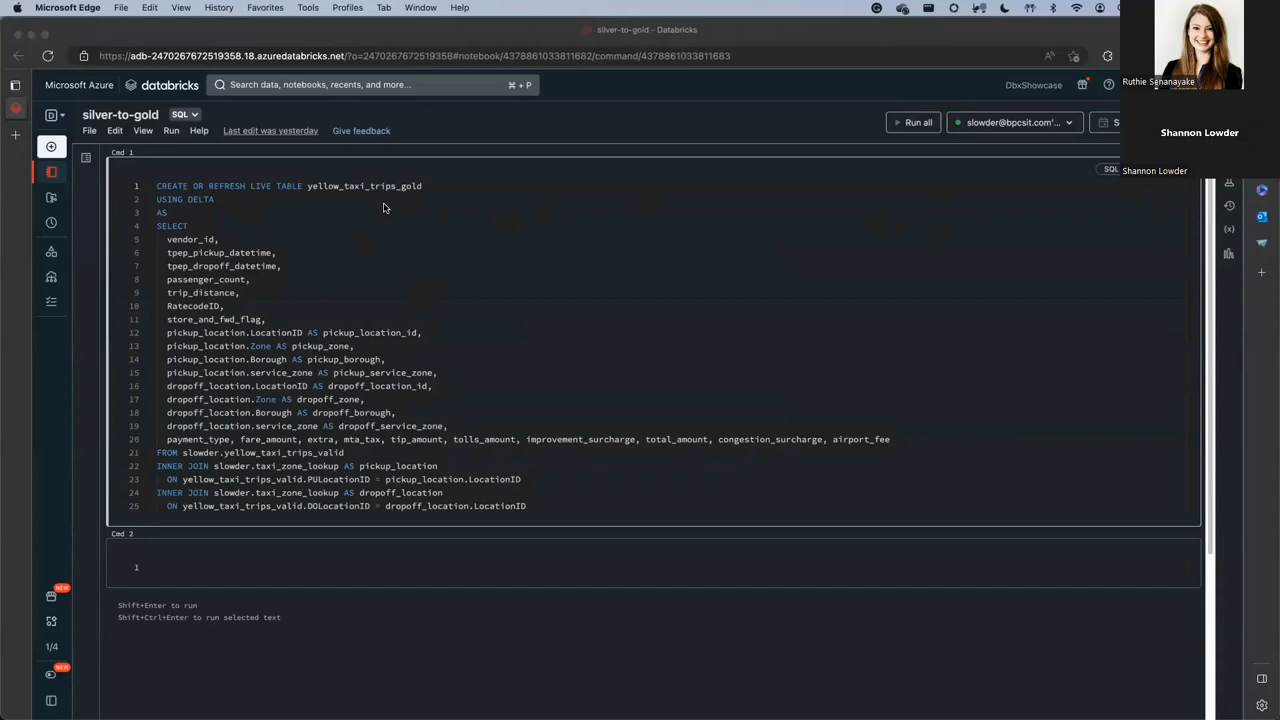 Microsoft Edge File Edit View History Favorites Tools Profiles Tab Window Help
silver-to-gold - Databricks
https://adb-2470267672519358.18.azuredatabricks.net/?o=2470267672519358#notebook/4378861033811682/command/4378861033811683
Microsoft Azure databricks Search data, notebooks, recents, and more... ⌘ + P DbxShowcase
Ruthie Senanayake
Shannon Lowder
Shannon Lowder
silver-to-gold SQL
File Edit View Run Help Last edit was yesterday Give feedback
Run all slowder@bpcsit.com'... S
Cmd 1
SQL
1 CREATE OR REFRESH LIVE TABLE yellow_taxi_trips_gold
2 USING DELTA
3 AS
4 SELECT
5 vendor_id,
6 tpep_pickup_datetime,
7 tpep_dropoff_datetime,
8 passenger_count,
9 trip_distance,
10 RatecodeID,
11 store_and_fwd_flag,
12 pickup_location.LocationID AS pickup_location_id,
13 pickup_location.Zone AS pickup_zone,
14 pickup_location.Borough AS pickup_borough,
15 pickup_location.service_zone AS pickup_service_zone,
16 dropoff_location.LocationID AS dropoff_location_id,
17 dropoff_location.Zone AS dropoff_zone,
18 dropoff_location.Borough AS dropoff_borough,
19 dropoff_location.service_zone AS dropoff_service_zone,
20 payment_type, fare_amount, extra, mta_tax, tip_amount, tolls_amount, improvement_surcharge, total_amount, congestion_surcharge, airport_fee
21 FROM slowder.yellow_taxi_trips_valid
22 INNER JOIN slowder.taxi_zone_lookup AS pickup_location
23 ON yellow_taxi_trips_valid.PULocationID = pickup_location.LocationID
24 INNER JOIN slowder.taxi_zone_lookup AS dropoff_location
25 ON yellow_taxi_trips_valid.DOLocationID = dropoff_location.LocationID
Cmd 2
1
Shift+Enter to run
Shift+Ctrl+Enter to run selected text
NEW
1/4
NEW